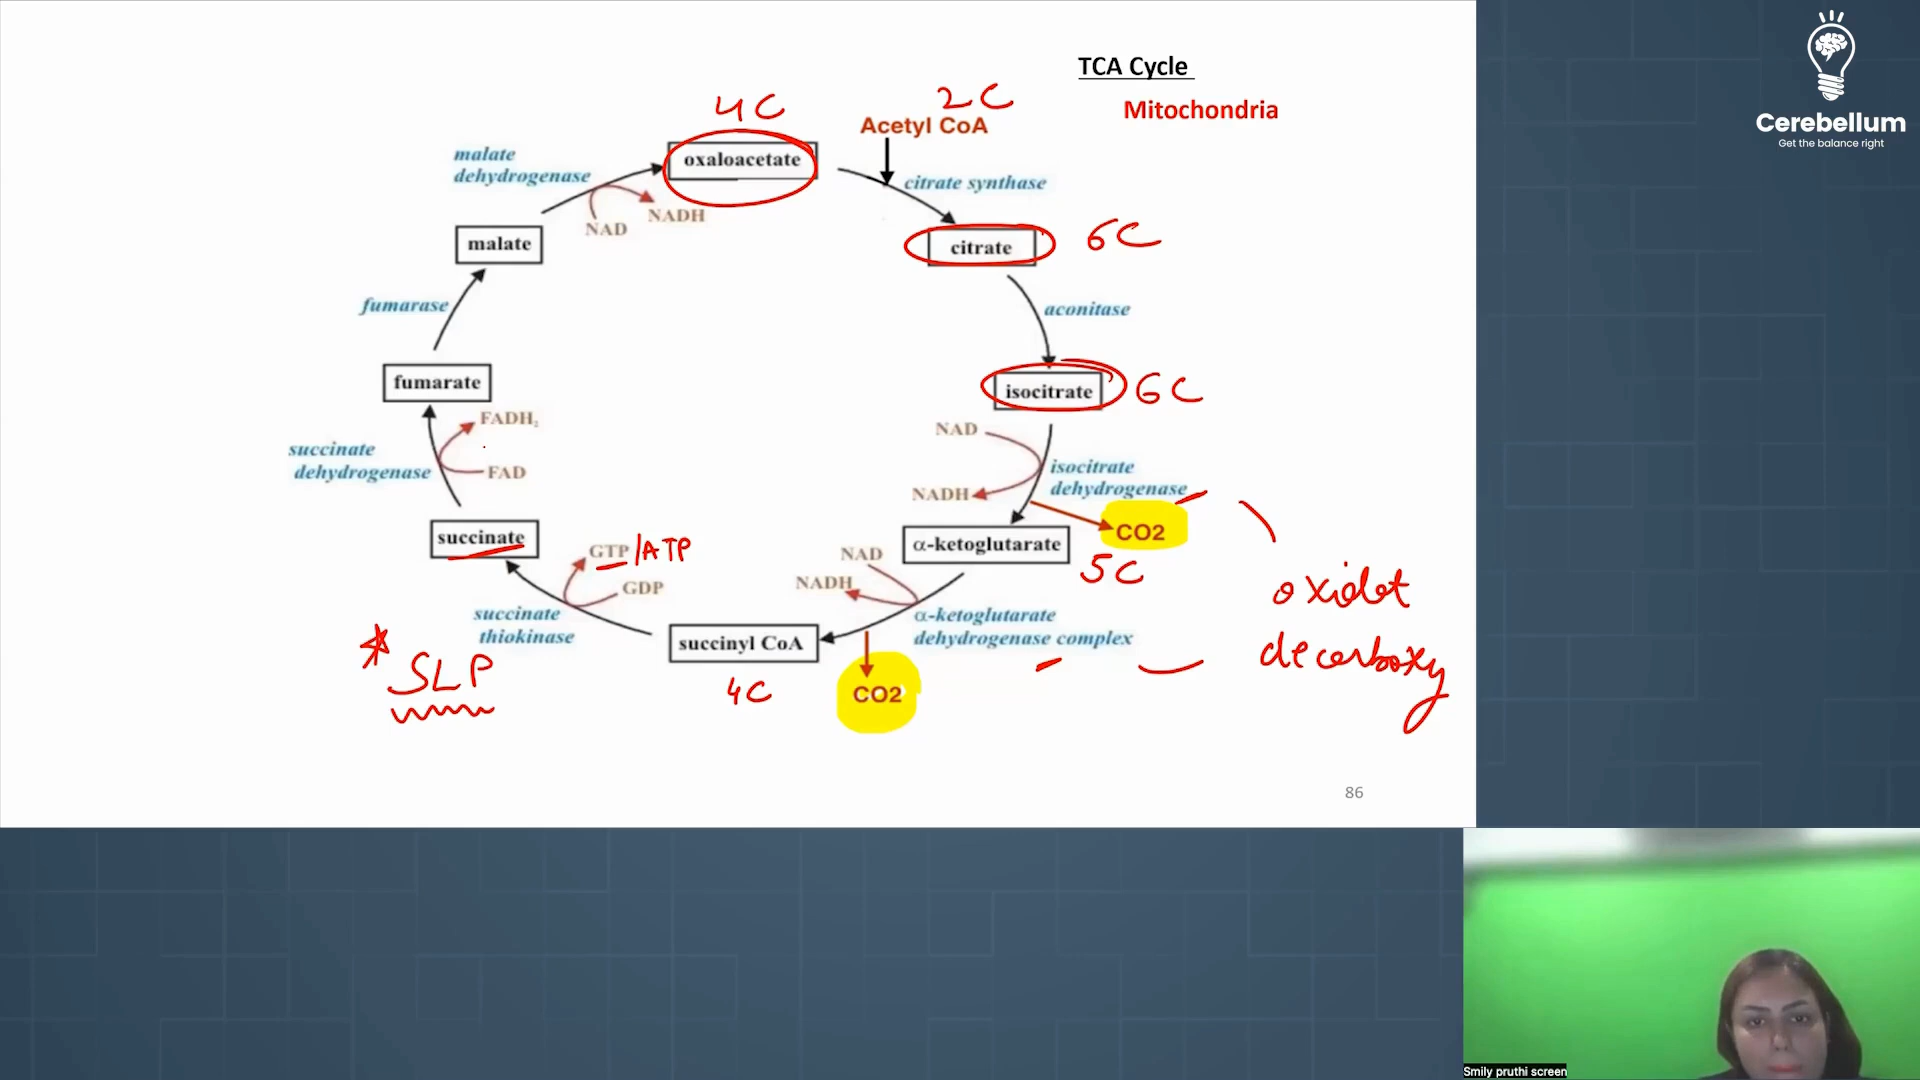 TCA Cycle
Mitochondria
4C
2C
Acetyl CoA
oxaloacetate
malate
dehydrogenase
citrate synthase
NAD
NADH
malate
citrate
6C
fumarase
aconitase
fumarate
isocitrate
6C
FADH₂
succinate
dehydrogenase
FAD
NAD
NADH
isocitrate
dehydrogenase
CO2
succinate
GTP/ATP
GDP
α-ketoglutarate
5C
NAD
NADH
succinate
thiokinase
α-ketoglutarate
dehydrogenase complex
oxidat
decarboxy
succinyl CoA
4C
CO2
* SLP
86
Cerebellum
Get the balance right
Smily pruthi screen